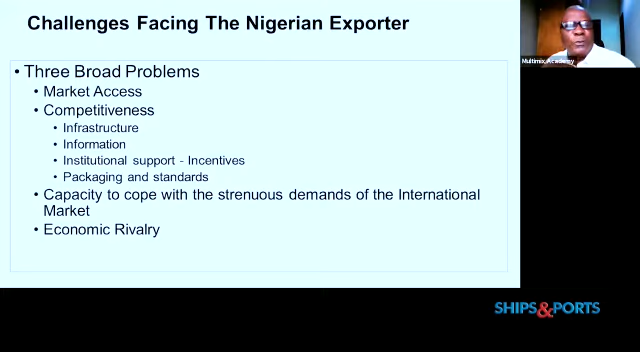 Challenges Facing The Nigerian Exporter
• Three Broad Problems
• Market Access
• Competitiveness
• Infrastructure
• Information
• Institutional support - Incentives
• Packaging and standards
• Capacity to cope with the strenuous demands of the International
Market
• Economic Rivalry
Multimix Academy
SHIPS&PORTS